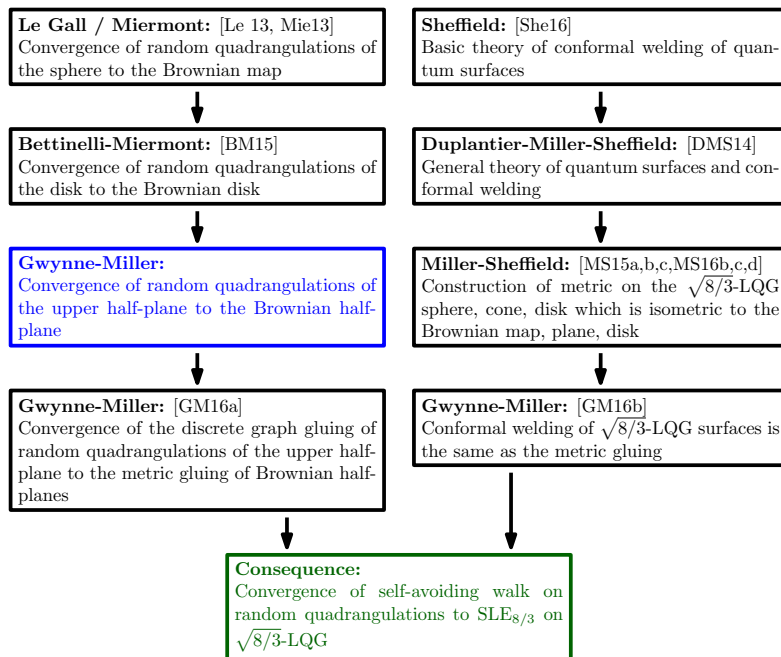 Le Gall / Miermont: [Le 13, Mie13]
Convergence of random quadrangulations of
the sphere to the Brownian map
Sheffield: [She16]
Basic theory of conformal welding of quan-
tum surfaces
Bettinelli-Miermont: [BM15]
Convergence of random quadrangulations of
the disk to the Brownian disk
Duplantier-Miller-Sheffield: [DMS14]
General theory of quantum surfaces and con-
formal welding
Gwynne-Miller:
Convergence of random quadrangulations of
the upper half-plane to the Brownian half-
plane
Miller-Sheffield: [MS15a,b,c,MS16b,c,d]
Construction of metric on the √8/3-LQG
sphere, cone, disk which is isometric to the
Brownian map, plane, disk
Gwynne-Miller: [GM16a]
Convergence of the discrete graph gluing of
random quadrangulations of the upper half-
plane to the metric gluing of Brownian half-
planes
Gwynne-Miller: [GM16b]
Conformal welding of √8/3-LQG surfaces is
the same as the metric gluing
Consequence:
Convergence of self-avoiding walk on
random quadrangulations to SLE8/3 on
√8/3-LQG